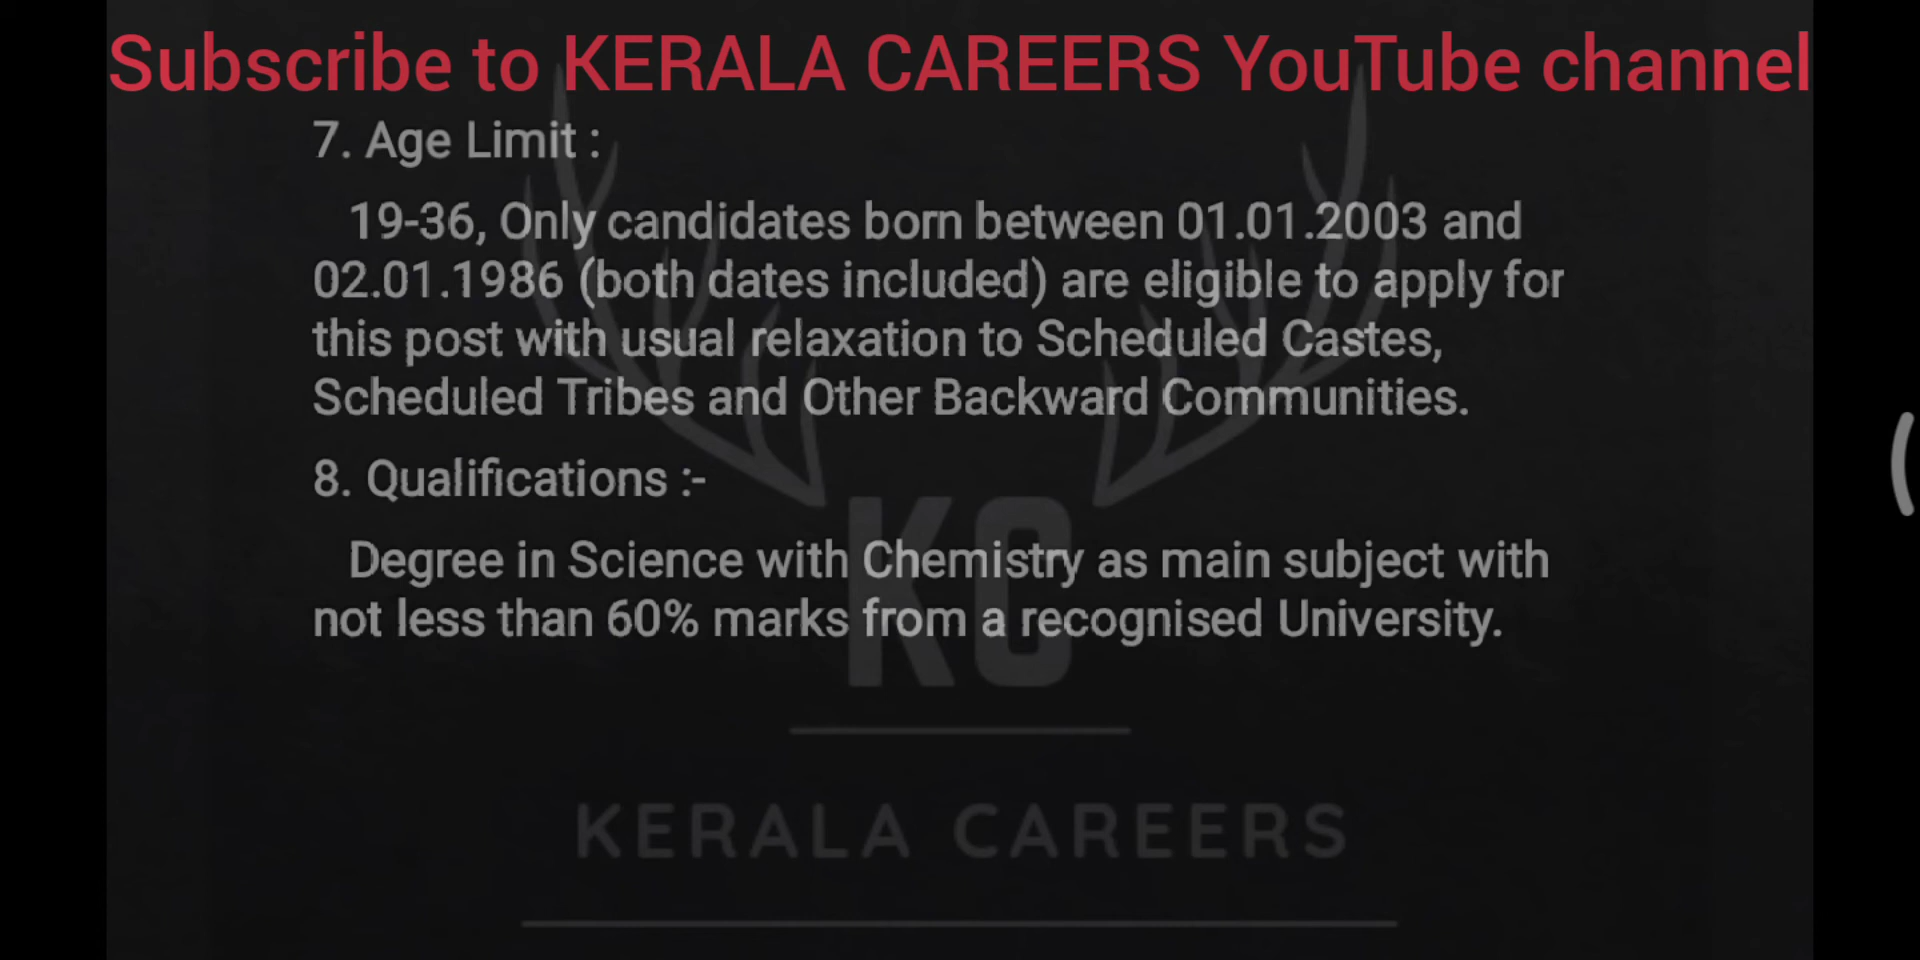 Subscribe to KERALA CAREERS YouTube channel
7. Age Limit :
19-36, Only candidates born between 01.01.2003 and
02.01.1986 (both dates included) are eligible to apply for
this post with usual relaxation to Scheduled Castes,
Scheduled Tribes and Other Backward Communities.
8. Qualifications :-
Degree in Science with Chemistry as main subject with
not less than 60% marks from a recognised University.
KC
KERALA CAREERS